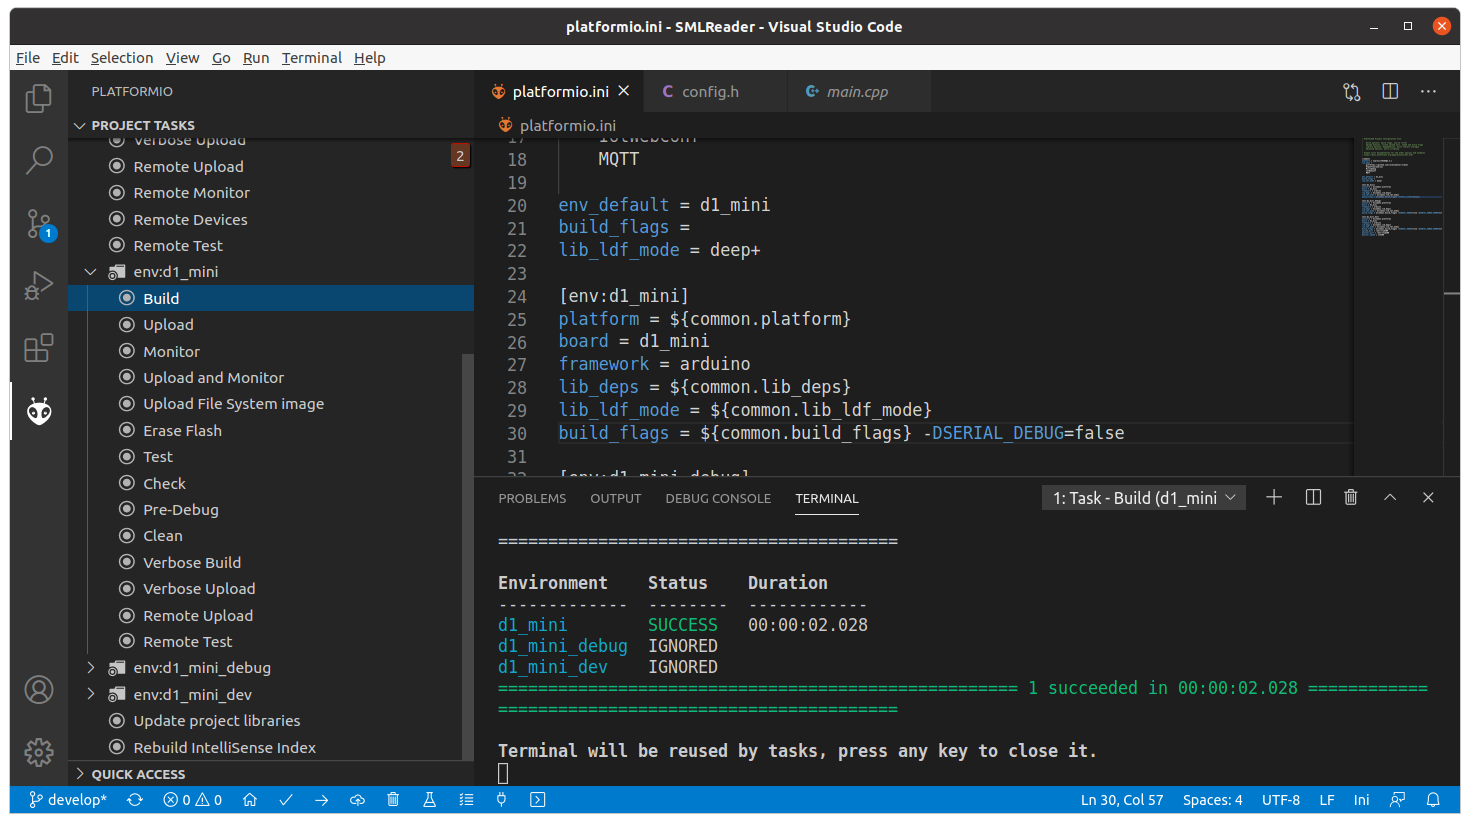 platformio.ini - SMLReader - Visual Studio Code
File Edit Selection View Go Run Terminal Help
PLATFORMIO
PROJECT TASKS
Verbose Upload
2
Remote Upload
Remote Monitor
Remote Devices
Remote Test
1
env:d1_mini
Build
Upload
Monitor
Upload and Monitor
Upload File System image
Erase Flash
Test
Check
Pre-Debug
Clean
Verbose Build
Verbose Upload
Remote Upload
Remote Test
env:d1_mini_debug
env:d1_mini_dev
Update project libraries
Rebuild IntelliSense Index
QUICK ACCESS
platformio.ini config.h main.cpp
platformio.ini
17 IotWebConf
18 MQTT
19
20 env_default = d1_mini
21 build_flags =
22 lib_ldf_mode = deep+
23
24 [env:d1_mini]
25 platform = ${common.platform}
26 board = d1_mini
27 framework = arduino
28 lib_deps = ${common.lib_deps}
29 lib_ldf_mode = ${common.lib_ldf_mode}
30 build_flags = ${common.build_flags} -DSERIAL_DEBUG=false
31
32 [env:d1_mini_debug]
PROBLEMS OUTPUT DEBUG CONSOLE TERMINAL 1: Task - Build (d1_mini
========================================
Environment Status Duration
------------- -------- ------------
d1_mini SUCCESS 00:00:02.028
d1_mini_debug IGNORED
d1_mini_dev IGNORED
==================================================== 1 succeeded in 00:00:02.028 ============
========================================
Terminal will be reused by tasks, press any key to close it.
develop* 0 0 Ln 30, Col 57 Spaces: 4 UTF-8 LF Ini